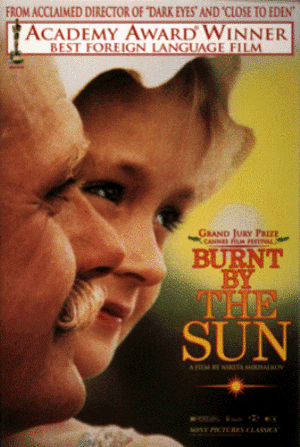 FROM ACCLAIMED DIRECTOR OF "DARK EYES" AND "CLOSE TO EDEN"
ACADEMY AWARD® WINNER
BEST FOREIGN LANGUAGE FILM
GRAND JURY PRIZE
CANNES FILM FESTIVAL
BURNT
BY
THE
SUN
A FILM BY NIKITA MIKHALKOV
SONY PICTURES CLASSICS